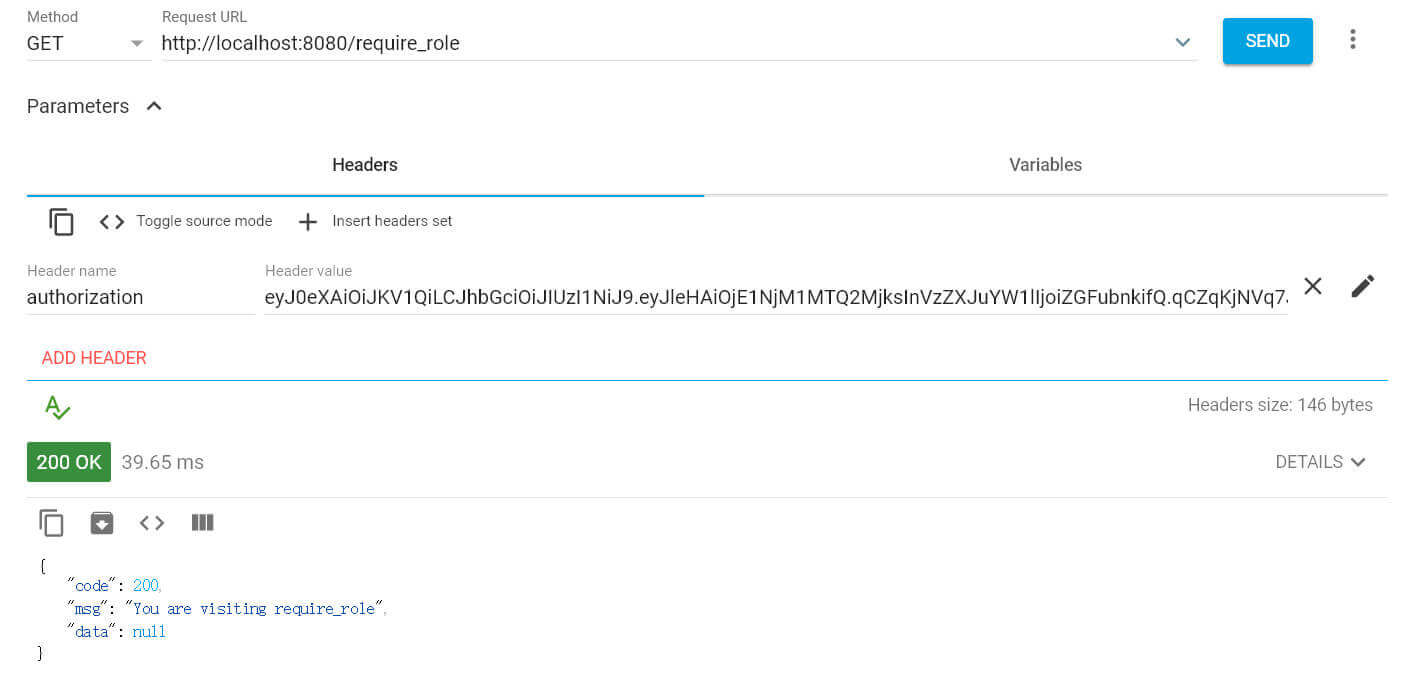 Method
Request URL
GET
http://localhost:8080/require_role
SEND
Parameters
Headers
Variables
Toggle source mode
Insert headers set
Header name
Header value
authorization
eyJ0eXAiOiJKV1QiLCJhbGciOiJIUzI1NiJ9.eyJleHAiOjE1NjM1MTQ2MjksInVzZXJuYW1lIjoiZGFubnkifQ.qCZqKjNVq7
ADD HEADER
Headers size: 146 bytes
200 OK
39.65 ms
DETAILS
{
"code": 200,
"msg": "You are visiting require_role",
"data": null
}